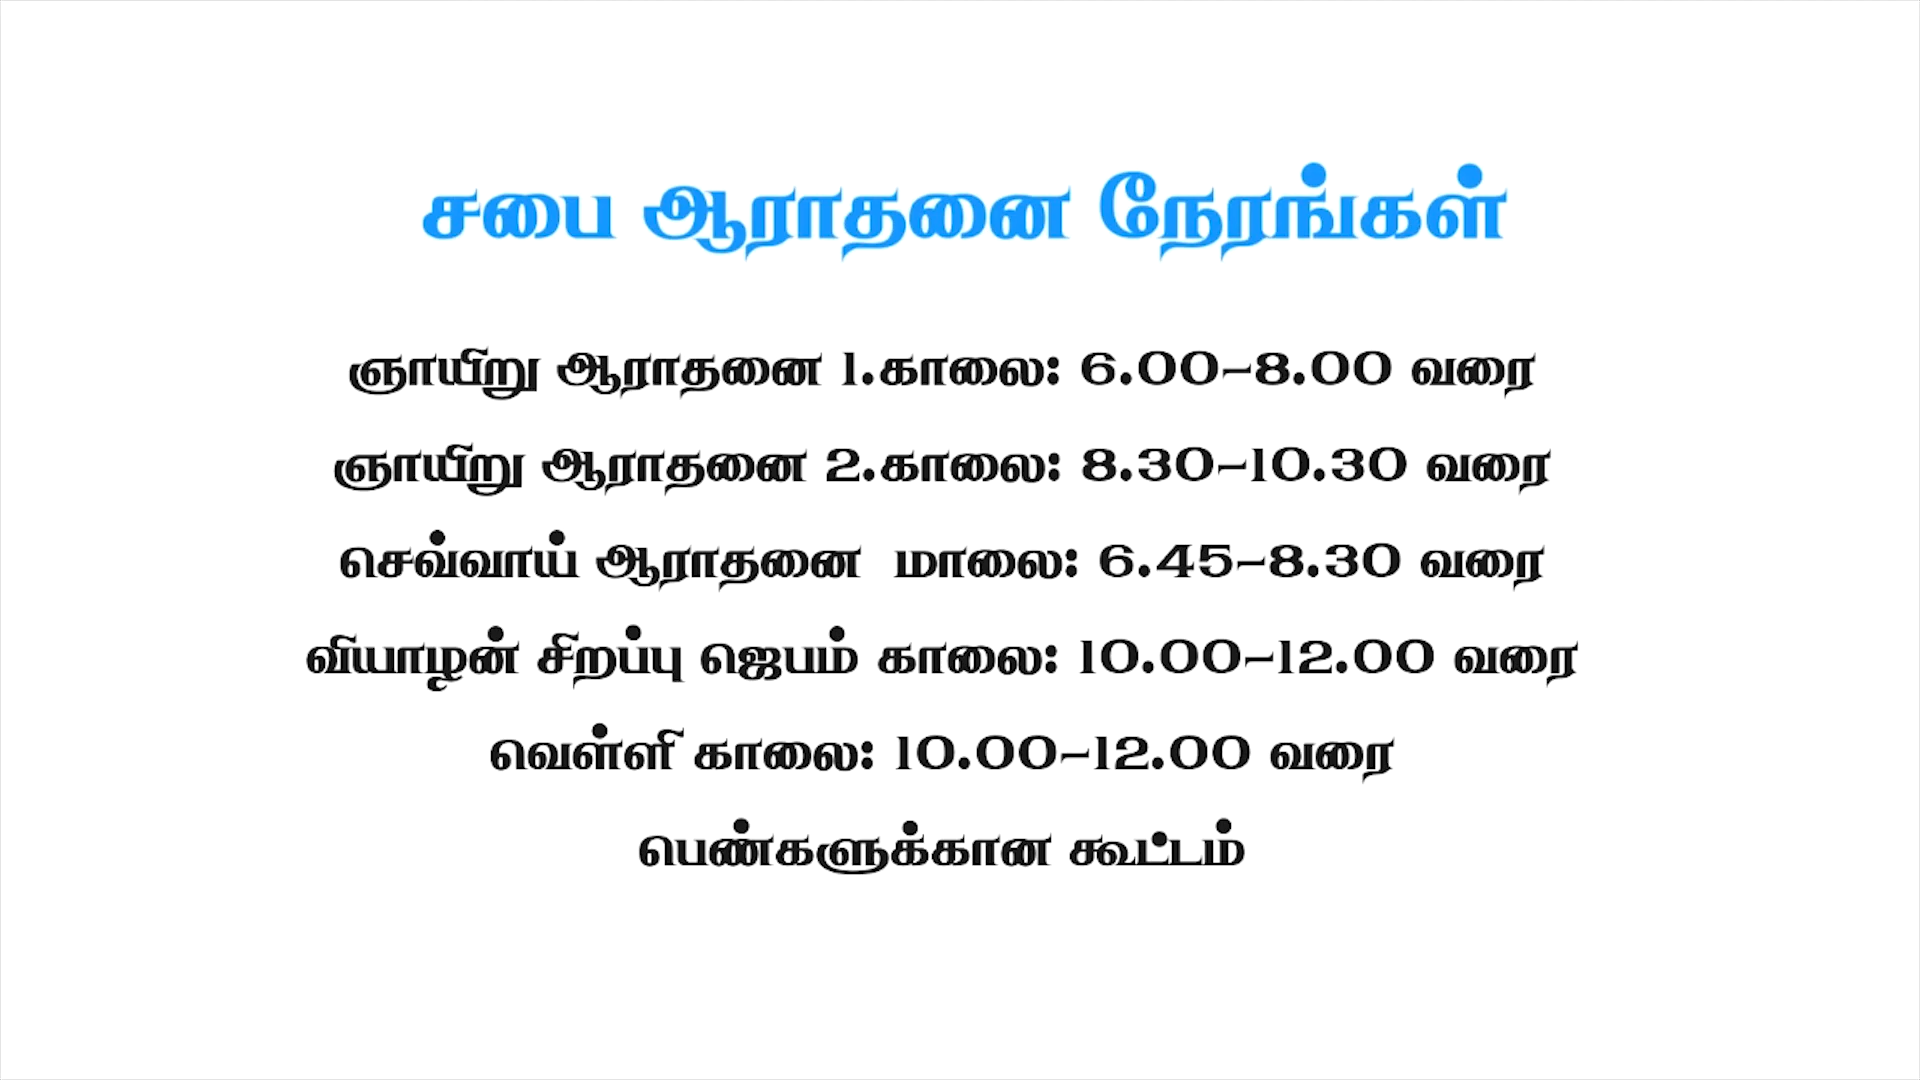 சபை ஆராதனை நேரங்கள்
ஞாயிறு ஆராதனை 1.காலை: 6.00-8.00 வரை
ஞாயிறு ஆராதனை 2.காலை: 8.30-10.30 வரை
செவ்வாய் ஆராதனை மாலை: 6.45-8.30 வரை
வியாழன் சிறப்பு ஜெபம் காலை: 10.00-12.00 வரை
வெள்ளி காலை: 10.00-12.00 வரை
பெண்களுக்கான கூட்டம்